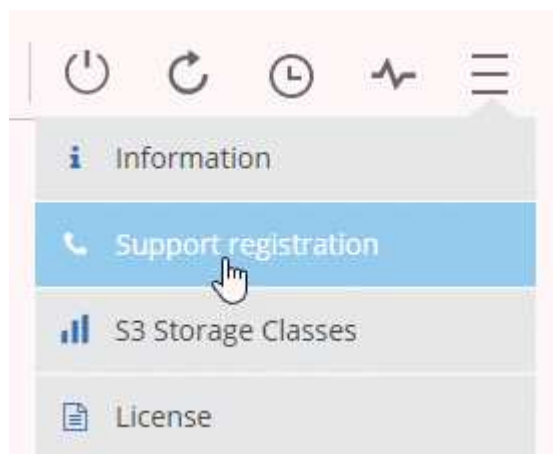 Information
Support registration
S3 Storage Classes
License